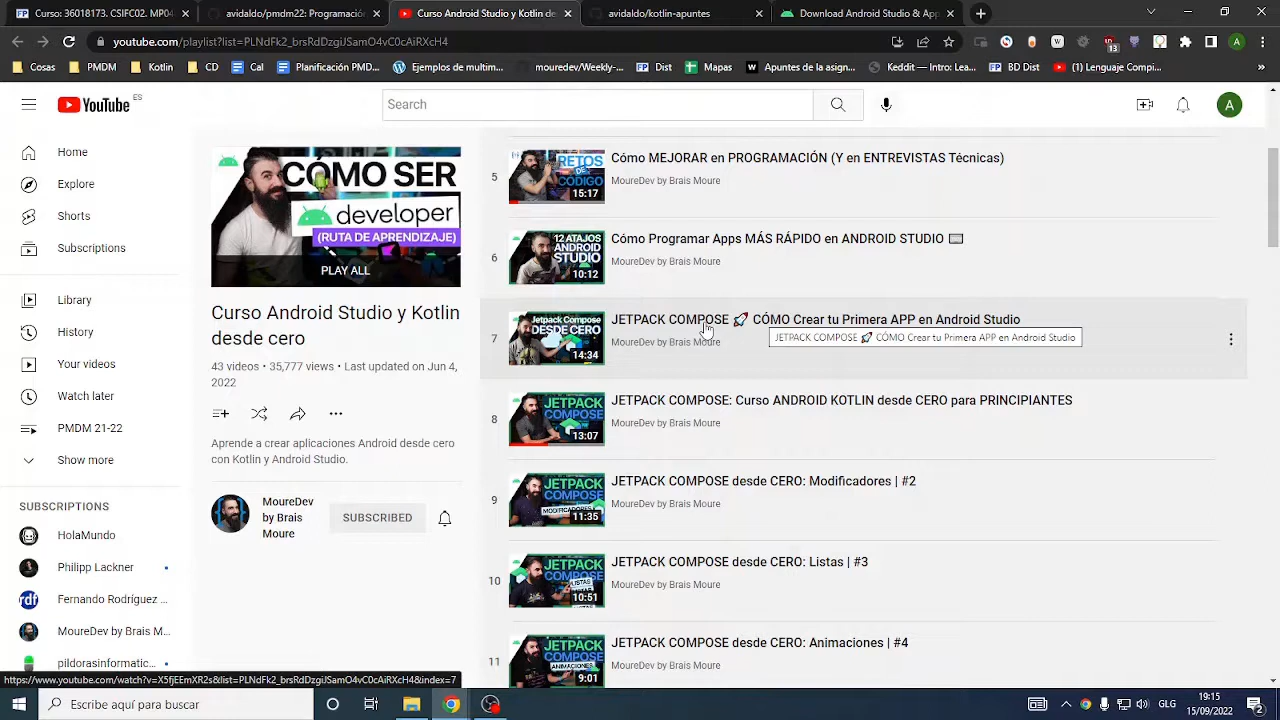 Curso: 36018173. CSIFC02. MP04
avidaldo/pmdm22: Programación
Curso Android Studio y Kotlin de
avidaldo/kotlin-apuntes
Download Android Studio & App
youtube.com/playlist?list=PLNdFk2_brsRdDzgiJSamO4vC0cAiRXcH4
Cosas
PMDM
Kotlin
CD
Cal
Planificación PMD...
Ejemplos de multim...
mouredev/Weekly-...
Dist
Mapas
Apuntes de la asign...
Keddit — Intro: Lea...
BD Dist
(1) Lenguaje Compi...
»
YouTube ES
Search
A
Home
Explore
Shorts
Subscriptions
Library
History
Your videos
Watch later
PMDM 21-22
Show more
SUBSCRIPTIONS
HolaMundo
Philipp Lackner
Fernando Rodríguez ...
MoureDev by Brais M...
pildorasinformatic...
CÓMO SER
developer
(RUTA DE APRENDIZAJE)
PLAY ALL
Curso Android Studio y Kotlin
desde cero
43 videos • 35,777 views • Last updated on Jun 4,
2022
Aprende a crear aplicaciones Android desde cero
con Kotlin y Android Studio.
MoureDev
by Brais
Moure
SUBSCRIBED
5
RETOS
DE
CÓDIGO
15:17
Cómo MEJORAR en PROGRAMACIÓN (Y en ENTREVISTAS Técnicas)
MoureDev by Brais Moure
6
12 ATAJOS
ANDROID
STUDIO
10:12
Cómo Programar Apps MÁS RÁPIDO en ANDROID STUDIO ⌨
MoureDev by Brais Moure
7
Jetpack Compose
DESDE CERO
14:34
JETPACK COMPOSE 🚀 CÓMO Crear tu Primera APP en Android Studio
MoureDev by Brais Moure
JETPACK COMPOSE 🚀 CÓMO Crear tu Primera APP en Android Studio
8
JETPACK
COMPOSE
13:07
JETPACK COMPOSE: Curso ANDROID KOTLIN desde CERO para PRINCIPIANTES
MoureDev by Brais Moure
9
JETPACK
COMPOSE
MODIFICADORES
11:35
JETPACK COMPOSE desde CERO: Modificadores | #2
MoureDev by Brais Moure
10
JETPACK
COMPOSE
LISTAS
10:51
JETPACK COMPOSE desde CERO: Listas | #3
MoureDev by Brais Moure
11
JETPACK
COMPOSE
ANIMACIONES
9:01
JETPACK COMPOSE desde CERO: Animaciones | #4
MoureDev by Brais Moure
https://www.youtube.com/watch?v=X5fjEEmXR2s&list=PLNdFk2_brsRdDzgiJSamO4vC0cAiRXcH4&index=7
Escribe aquí para buscar
GLG
19:15
15/09/2022
2